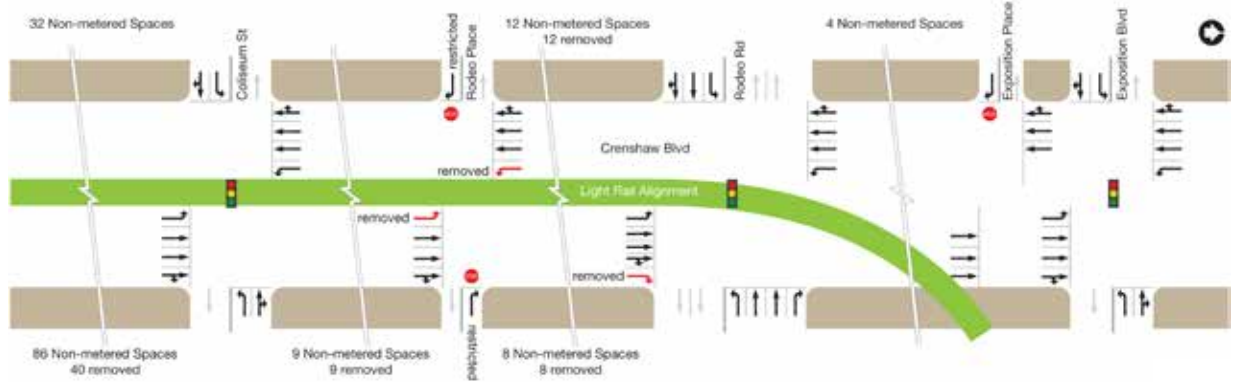 32 Non-metered Spaces
12 Non-metered Spaces
12 removed
4 Non-metered Spaces
Coliseum St
restricted
Rodeo Place
Rodeo Rd
Exposition Place
Exposition Blvd
Crenshaw Blvd
removed
Light Rail Alignment
removed
removed
restricted
86 Non-metered Spaces
40 removed
9 Non-metered Spaces
9 removed
8 Non-metered Spaces
8 removed